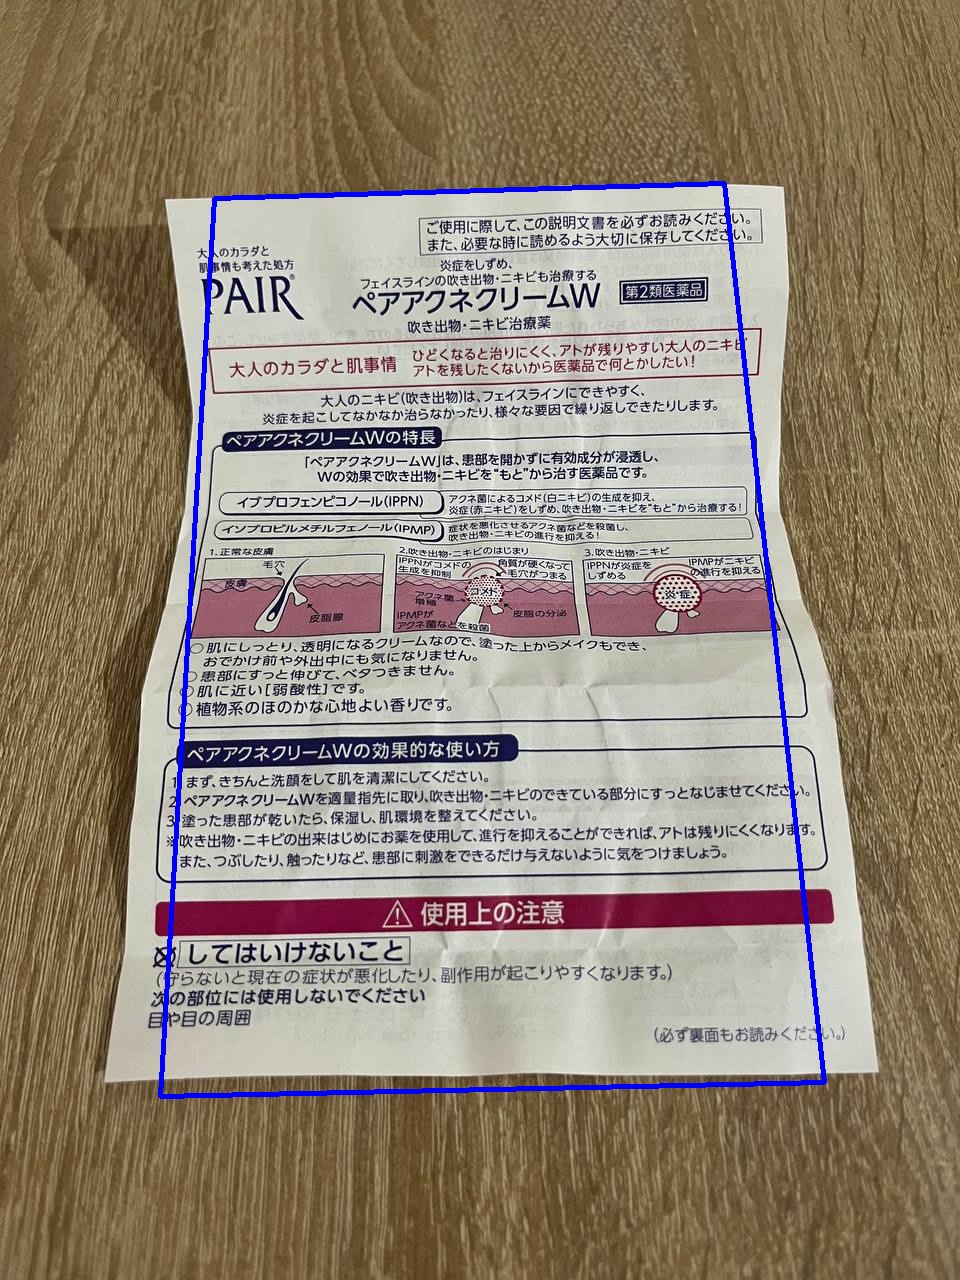 ご使用に際して、この説明文書を必ずお読みください。
また、必要な時に読めるよう大切に保存してください。
大人のカラダと
肌事情も考えた処方
PAIR®
炎症をしずめ、
フェイスラインの吹き出物・ニキビも治療する
ペアアクネクリームW 第2類医薬品
吹き出物・ニキビ治療薬
大人のカラダと肌事情
ひどくなると治りにくく、アトが残りやすい大人のニキビ
アトを残したくないから医薬品で何とかしたい!
大人のニキビ(吹き出物)は、フェイスラインにできやすく、
炎症を起こしてなかなか治らなかったり、様々な要因で繰り返しできたりします。
ペアアクネクリームWの特長
「ペアアクネクリームW」は、患部を開かずに有効成分が浸透し、
Wの効果で吹き出物・ニキビを“もと”から治す医薬品です。
イブプロフェンピコノール(IPPN)
アクネ菌によるコメド(白ニキビ)の生成を抑え、
炎症(赤ニキビ)をしずめ、吹き出物・ニキビを“もと”から治療する!
イソプロピルメチルフェノール(IPMP)
症状を悪化させるアクネ菌などを殺菌し、
吹き出物・ニキビの進行を抑える!
1.正常な皮膚
毛穴
皮膚
皮脂腺
2.吹き出物・ニキビのはじまり
IPPNがコメドの
生成を抑制
角質が硬くなって
毛穴がつまる
コメド
アクネ菌
増殖
皮脂の分泌
IPMPが
アクネ菌などを殺菌
3.吹き出物・ニキビ
IPPNが炎症を
しずめる
IPMPがニキビ
の進行を抑える
炎・症
○肌にしっとり、透明になるクリームなので、塗った上からメイクもでき、
おでかけ前や外出中にも気になりません。
○患部にすっと伸びて、ベタつきません。
○肌に近い[弱酸性]です。
○植物系のほのかな心地よい香りです。
ペアアクネクリームWの効果的な使い方
1. まず、きちんと洗顔をして肌を清潔にしてください。
2. ペアアクネクリームWを適量指先に取り、吹き出物・ニキビのできている部分にすっとなじませてください。
3. 塗った患部が乾いたら、保湿し、肌環境を整えてください。
※吹き出物・ニキビの出来はじめにお薬を使用して、進行を抑えることができれば、アトは残りにくくなります。
また、つぶしたり、触ったりなど、患部に刺激をできるだけ与えないように気をつけましょう。
使用上の注意
してはいけないこと
(守らないと現在の症状が悪化したり、副作用が起こりやすくなります。)
次の部位には使用しないでください
目や目の周囲
(必ず裏面もお読みください。)